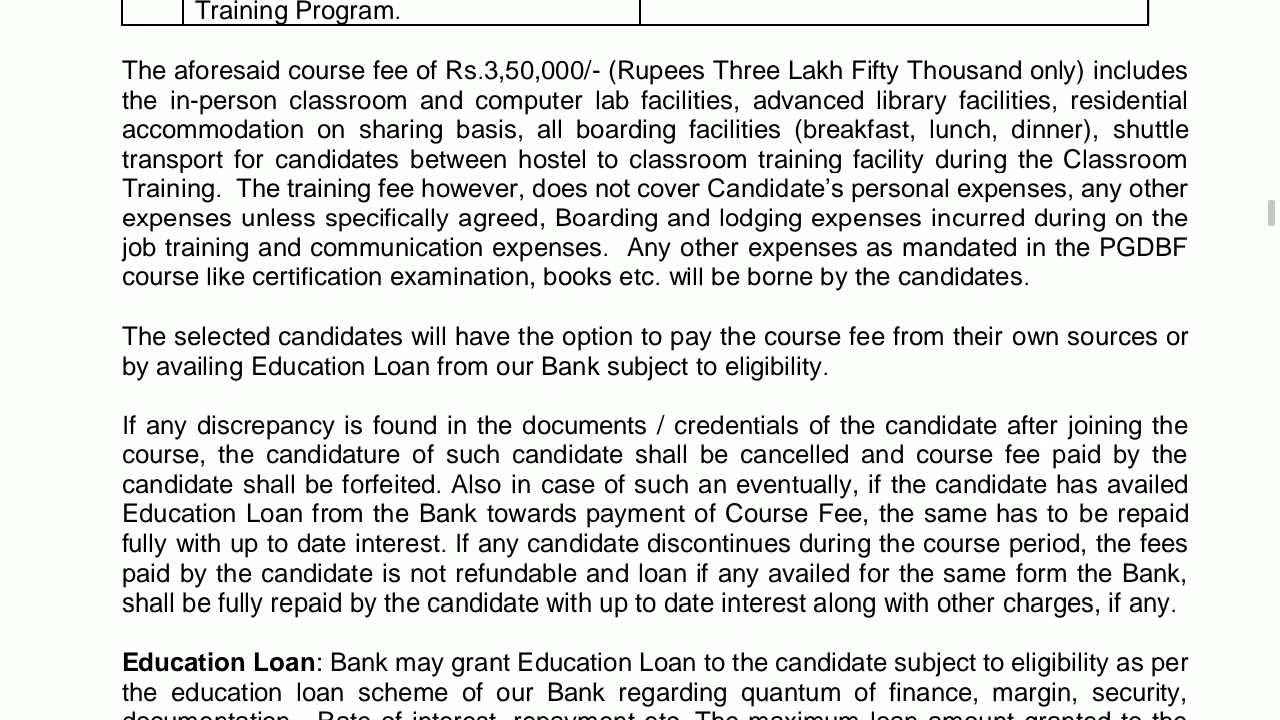 Training Program.
The aforesaid course fee of Rs.3,50,000/- (Rupees Three Lakh Fifty Thousand only) includes
the in-person classroom and computer lab facilities, advanced library facilities, residential
accommodation on sharing basis, all boarding facilities (breakfast, lunch, dinner), shuttle
transport for candidates between hostel to classroom training facility during the Classroom
Training.  The training fee however, does not cover Candidate’s personal expenses, any other
expenses unless specifically agreed, Boarding and lodging expenses incurred during on the
job training and communication expenses.  Any other expenses as mandated in the PGDBF
course like certification examination, books etc. will be borne by the candidates.
The selected candidates will have the option to pay the course fee from their own sources or
by availing Education Loan from our Bank subject to eligibility.
If any discrepancy is found in the documents / credentials of the candidate after joining the
course, the candidature of such candidate shall be cancelled and course fee paid by the
candidate shall be forfeited. Also in case of such an eventually, if the candidate has availed
Education Loan from the Bank towards payment of Course Fee, the same has to be repaid
fully with up to date interest. If any candidate discontinues during the course period, the fees
paid by the candidate is not refundable and loan if any availed for the same form the Bank,
shall be fully repaid by the candidate with up to date interest along with other charges, if any.
Education Loan: Bank may grant Education Loan to the candidate subject to eligibility as per
the education loan scheme of our Bank regarding quantum of finance, margin, security,
documentation, Rate of interest, repayment etc. The maximum loan amount granted to the